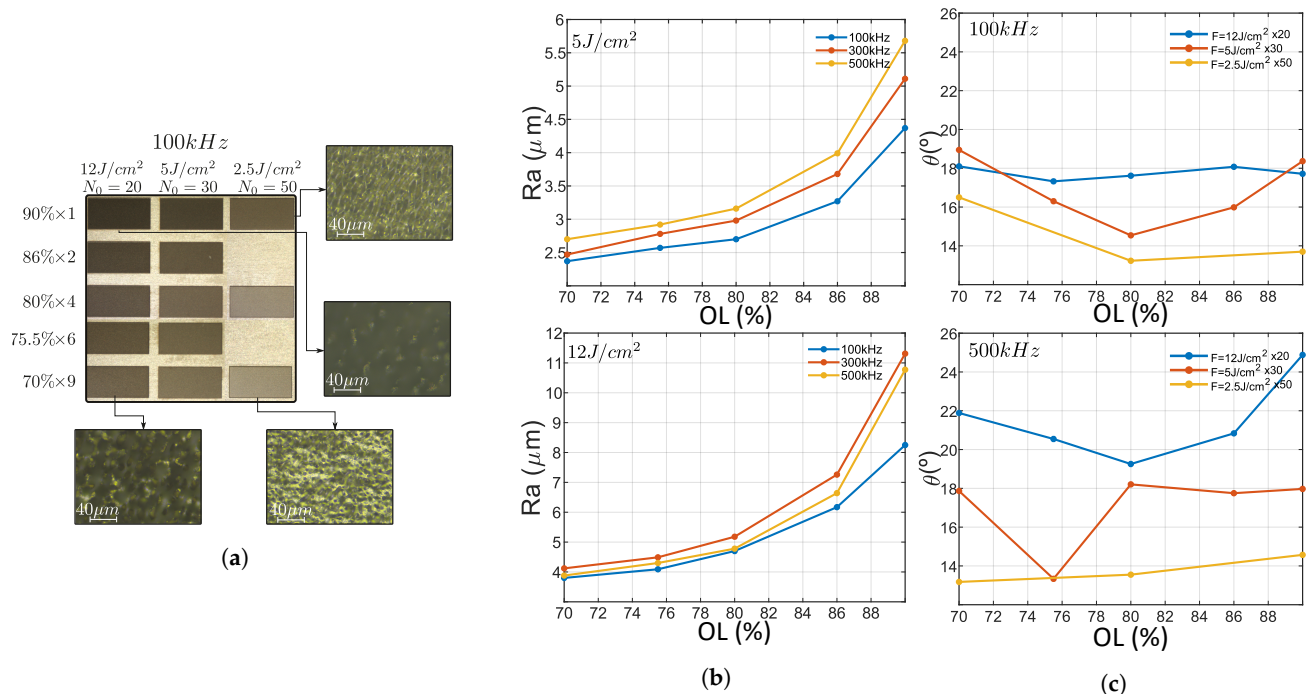 100kHz
12J/cm² 5J/cm² 2.5J/cm²
N₀ = 20 N₀ = 30 N₀ = 50
90%×1
86%×2
80%×4
75.5%×6
70%×9
40μm
40μm
40μm
40μm
(a)
5J/cm²
100kHz
300kHz
500kHz
Ra (μm)
6
5.5
5
4.5
4
3.5
3
2.5
2
70 72 74 76 78 80 82 84 86 88
OL (%)
12J/cm²
100kHz
300kHz
500kHz
Ra (μm)
12
11
10
9
8
7
6
5
4
3
70 72 74 76 78 80 82 84 86 88
OL (%)
(b)
100kHz
F=12J/cm² x20
F=5J/cm² x30
F=2.5J/cm² x50
θ(º)
26
24
22
20
18
16
14
12
70 72 74 76 78 80 82 84 86 88
OL (%)
500kHz
F=12J/cm² x20
F=5J/cm² x30
F=2.5J/cm² x50
θ(º)
26
24
22
20
18
16
14
12
70 72 74 76 78 80 82 84 86 88
OL (%)
(c)